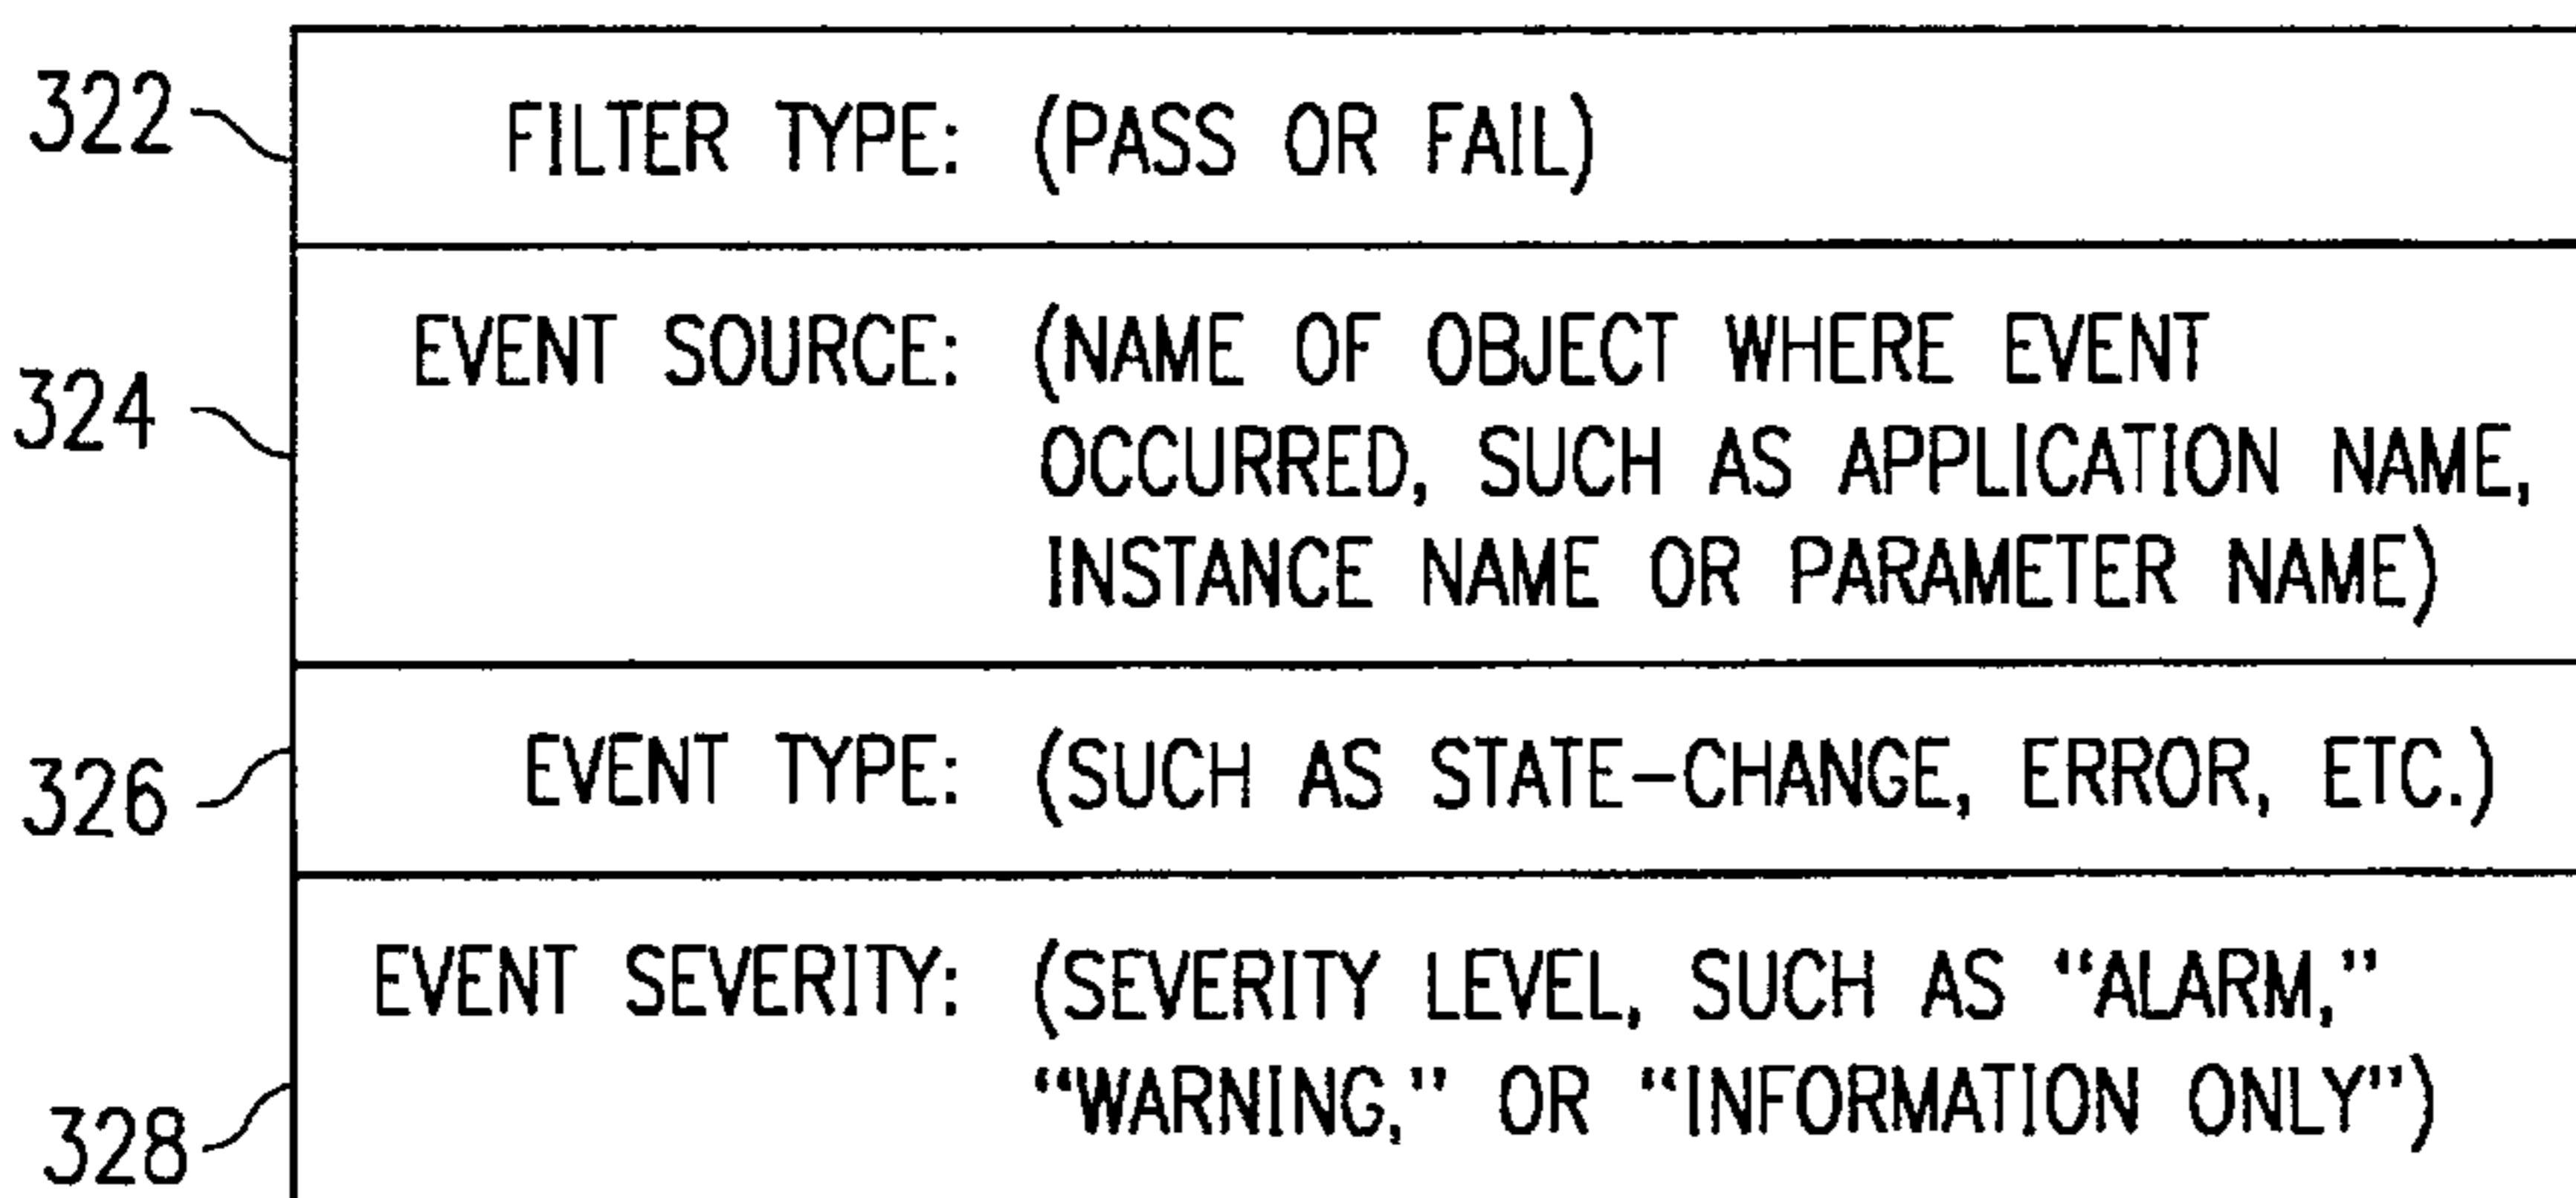 322 FILTER TYPE: (PASS OR FAIL)
324 EVENT SOURCE: (NAME OF OBJECT WHERE EVENT
OCCURRED, SUCH AS APPLICATION NAME,
INSTANCE NAME OR PARAMETER NAME)
326 EVENT TYPE: (SUCH AS STATE-CHANGE, ERROR, ETC.)
328 EVENT SEVERITY: (SEVERITY LEVEL, SUCH AS “ALARM,”
“WARNING,” OR “INFORMATION ONLY”)